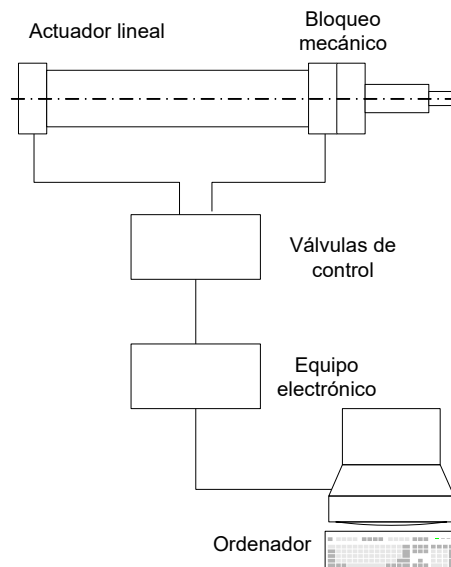 Actuador lineal
Bloqueo
mecánico
Válvulas de
control
Equipo
electrónico
Ordenador